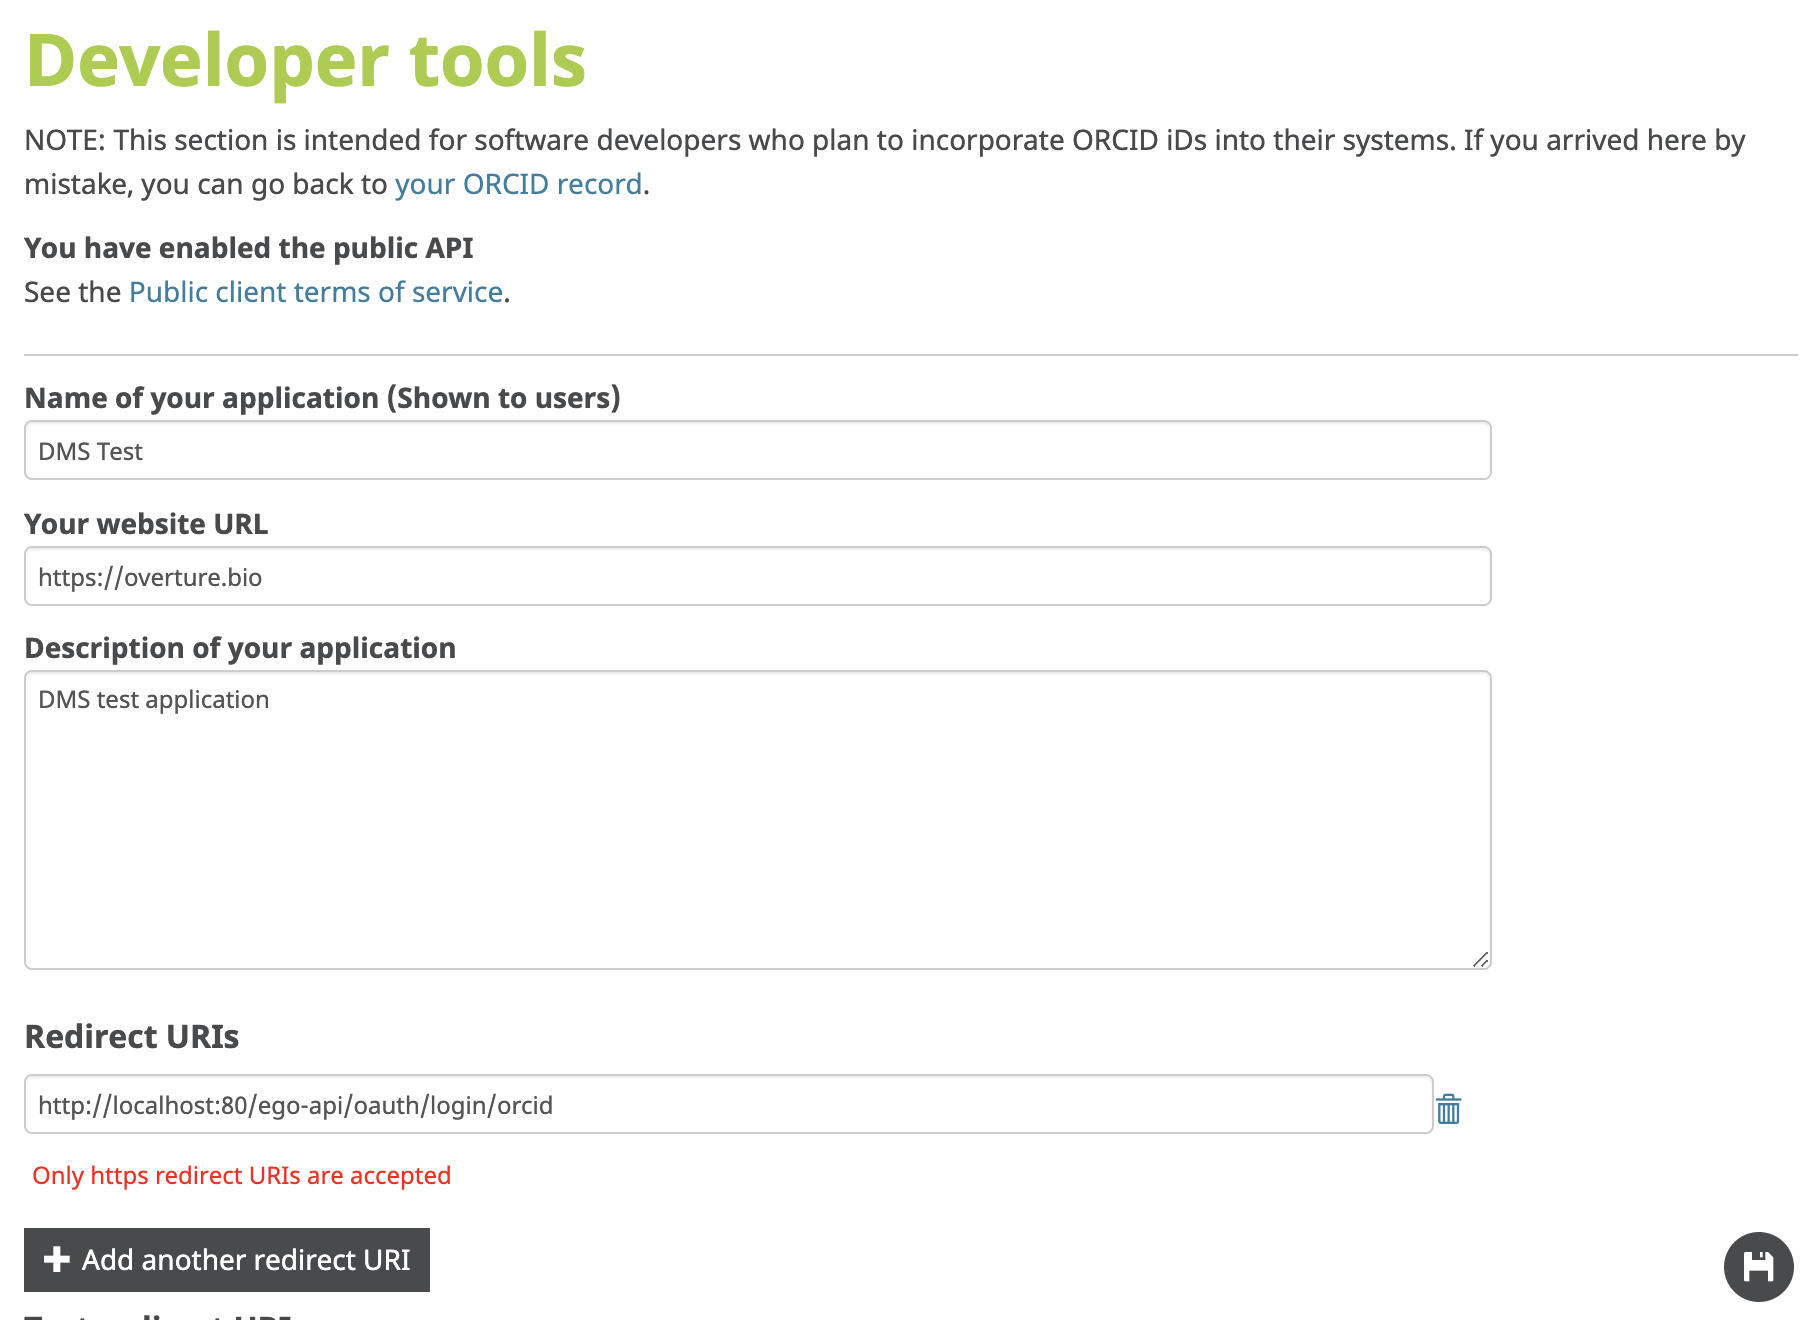 Developer tools
NOTE: This section is intended for software developers who plan to incorporate ORCID iDs into their systems. If you arrived here by
mistake, you can go back to your ORCID record.
You have enabled the public API
See the Public client terms of service.
Name of your application (Shown to users)
DMS Test
Your website URL
https://overture.bio
Description of your application
DMS test application
Redirect URIs
http://localhost:80/ego-api/oauth/login/orcid
Only https redirect URIs are accepted
Add another redirect URI